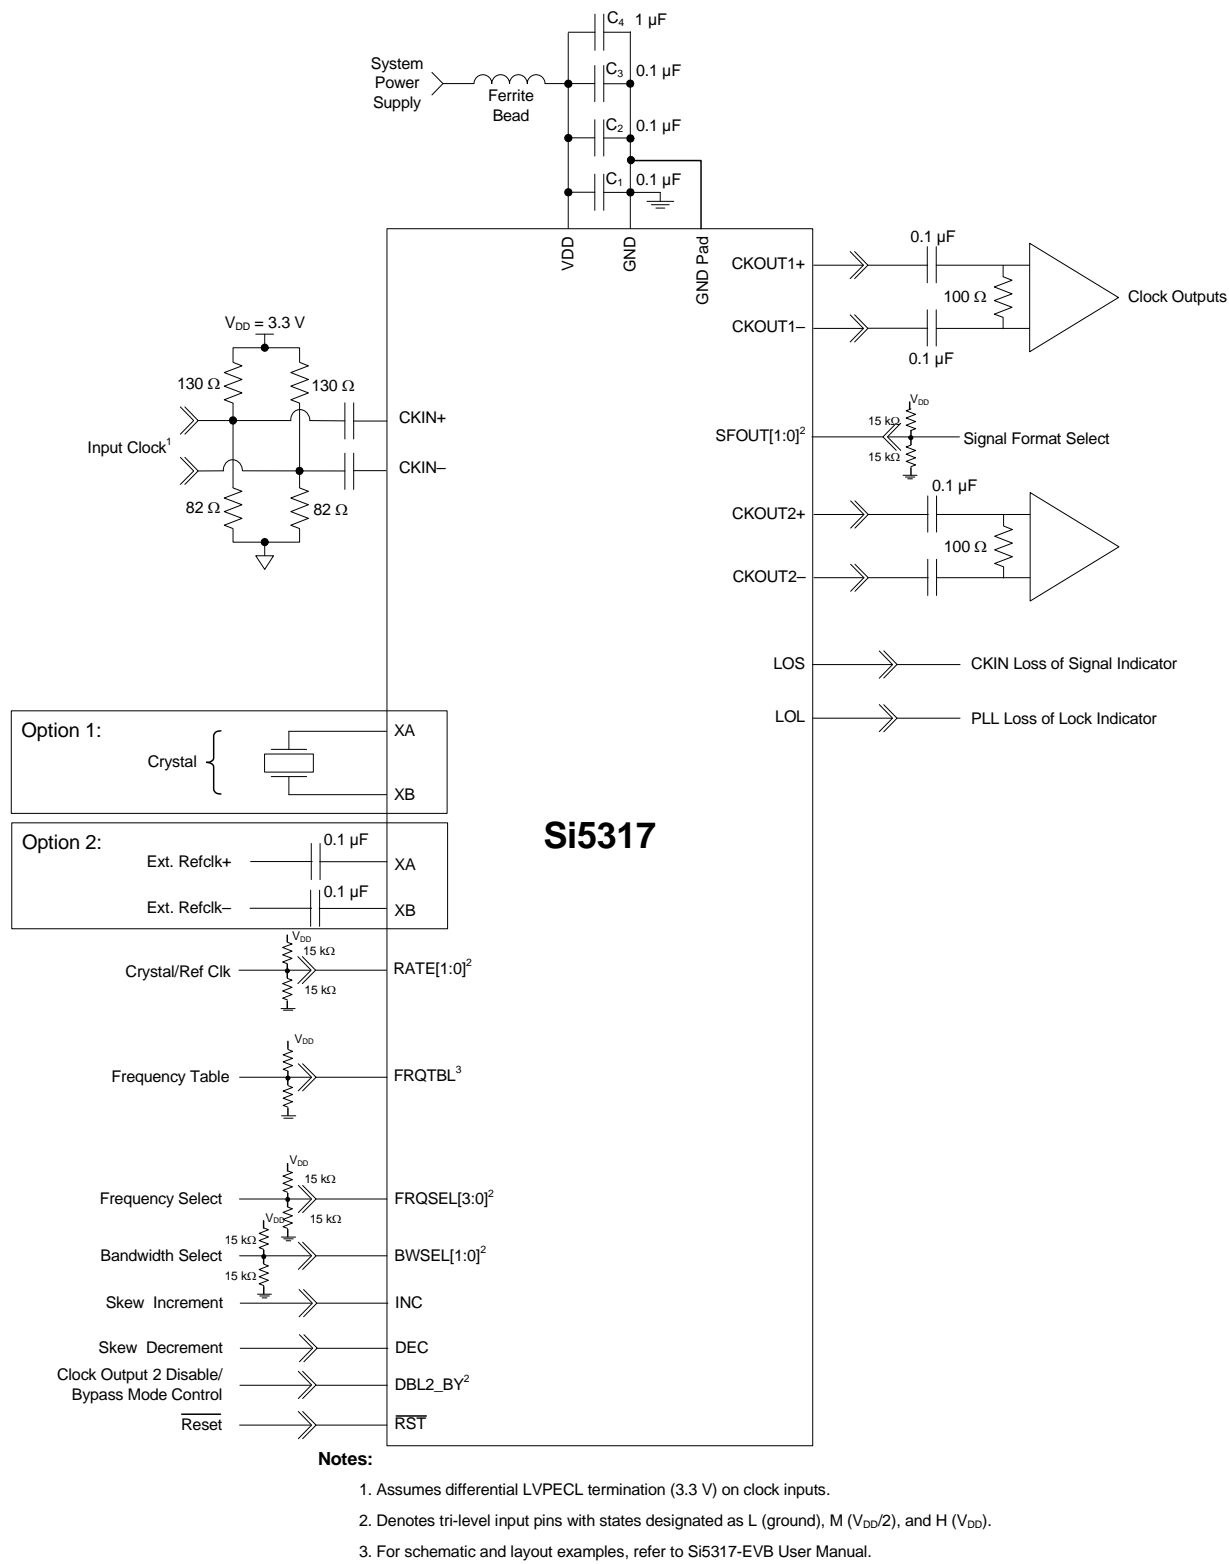 C4 1 µF
System
Power
Supply
Ferrite
Bead
C3 0.1 µF
C2 0.1 µF
C1 0.1 µF
VDD
GND
GND Pad
CKOUT1+
0.1 µF
100 Ω
Clock Outputs
CKOUT1–
0.1 µF
VDD = 3.3 V
130 Ω
130 Ω
CKIN+
Input Clock1
CKIN–
82 Ω
82 Ω
SFOUT[1:0]2
VDD
15 kΩ
15 kΩ
Signal Format Select
CKOUT2+
0.1 µF
100 Ω
CKOUT2–
LOS
CKIN Loss of Signal Indicator
LOL
PLL Loss of Lock Indicator
Option 1:
Crystal
XA
XB
Si5317
Option 2:
Ext. Refclk+
0.1 µF
XA
Ext. Refclk–
0.1 µF
XB
Crystal/Ref Clk
VDD
15 kΩ
15 kΩ
RATE[1:0]2
Frequency Table
VDD
FRQTBL3
Frequency Select
VDD
15 kΩ
15 kΩ
FRQSEL[3:0]2
Bandwidth Select
VDD
15 kΩ
15 kΩ
BWSEL[1:0]2
Skew Increment
INC
Skew Decrement
DEC
Clock Output 2 Disable/
Bypass Mode Control
DBL2_BY2
Reset
RST
Notes:
1. Assumes differential LVPECL termination (3.3 V) on clock inputs.
2. Denotes tri-level input pins with states designated as L (ground), M (VDD/2), and H (VDD).
3. For schematic and layout examples, refer to Si5317-EVB User Manual.